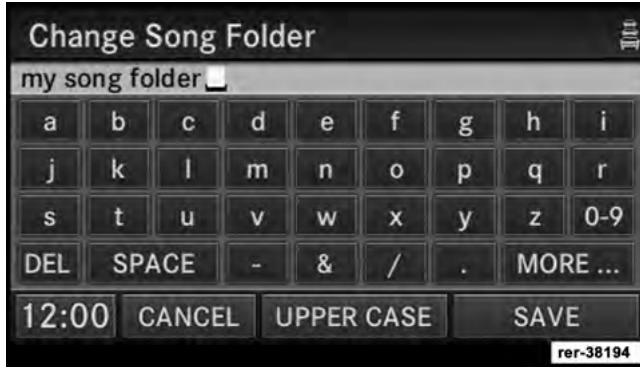 Change Song Folder
my song folder
a b c d e f g h i
j k l m n o p q r
s t u v w x y z 0-9
DEL SPACE - & / . MORE ...
12:00 CANCEL UPPER CASE SAVE
rer-38194